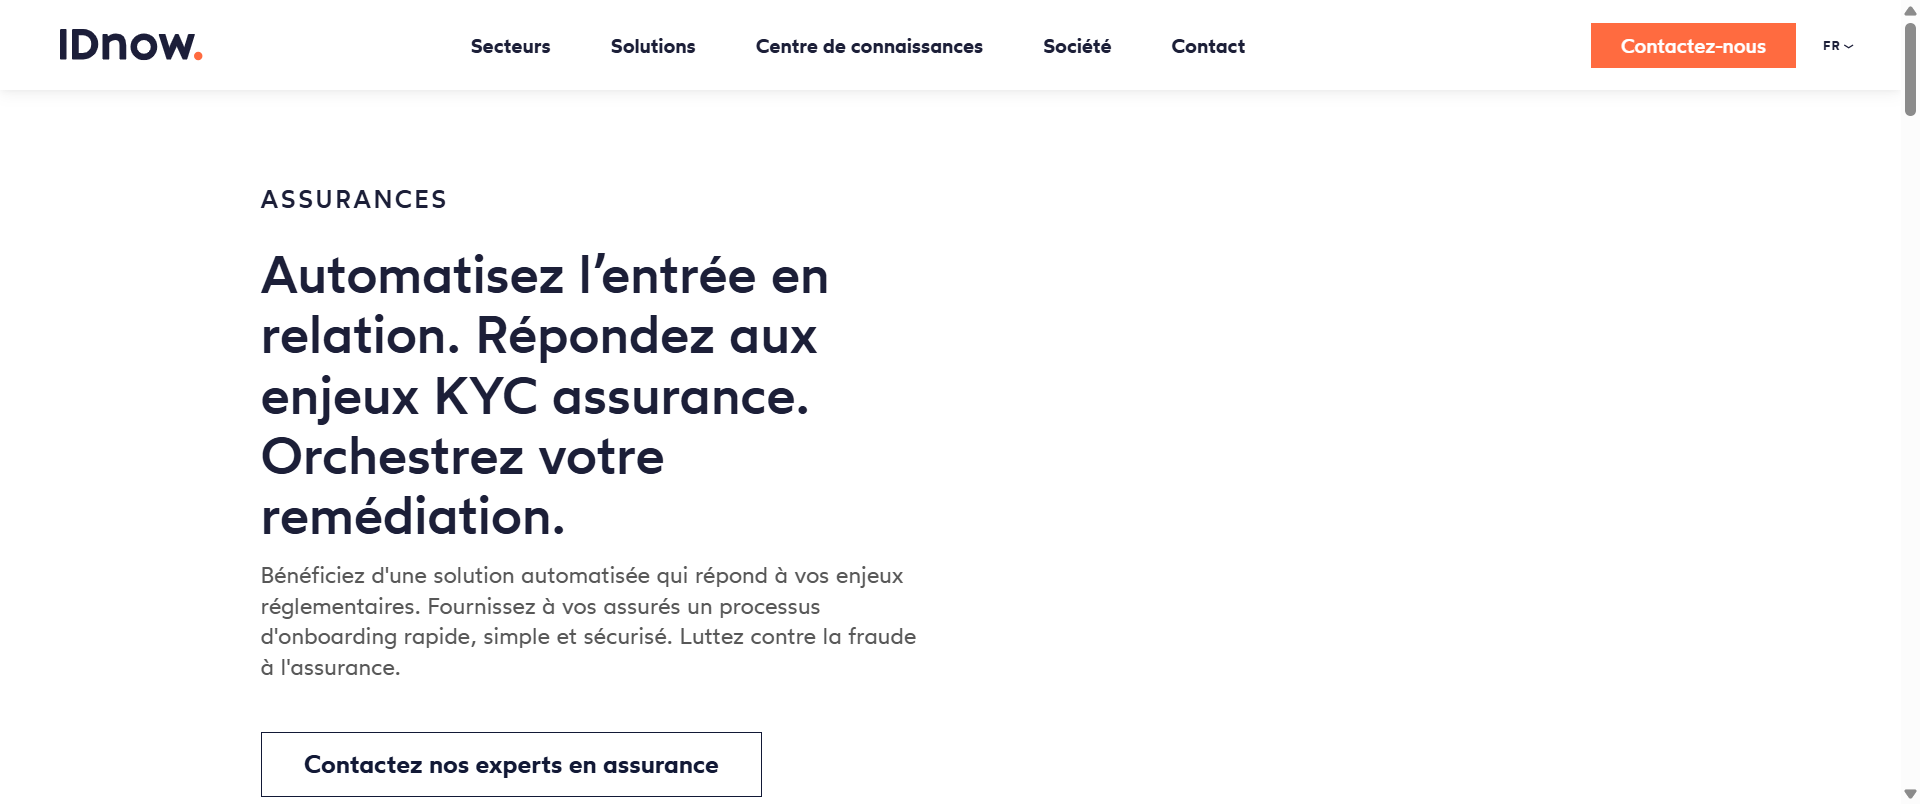 IDnow.
Secteurs
Solutions
Centre de connaissances
Société
Contact
Contactez-nous
FR
ASSURANCES
Automatisez l’entrée en
relation. Répondez aux
enjeux KYC assurance.
Orchestrez votre
remédiation.
Bénéficiez d'une solution automatisée qui répond à vos enjeux
réglementaires. Fournissez à vos assurés un processus
d'onboarding rapide, simple et sécurisé. Luttez contre la fraude
à l'assurance.
Contactez nos experts en assurance